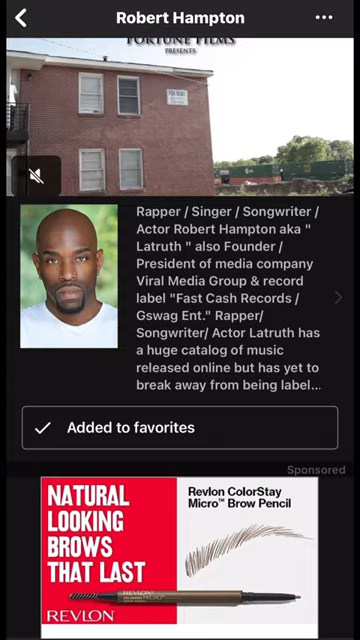 Robert Hampton
FORTUNE FILMS
PRESENTS
FOR RENT
Rapper / Singer / Songwriter /
Actor Robert Hampton aka "
Latruth " also Founder /
President of media company
Viral Media Group & record
label "Fast Cash Records /
Gswag Ent." Rapper/
Songwriter/ Actor Latruth has
a huge catalog of music
released online but has yet to
break away from being label...
Added to favorites
Sponsored
NATURAL
LOOKING
BROWS
THAT LAST
REVLON
Revlon ColorStay
Micro™ Brow Pencil
REVLON